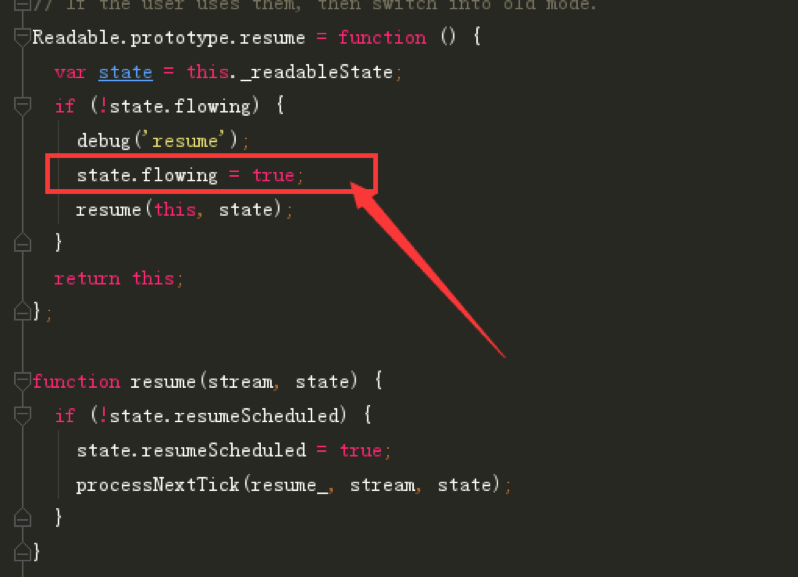 // If the user uses them, then switch into old mode.
Readable.prototype.resume = function () {
var state = this._readableState;
if (!state.flowing) {
debug('resume');
state.flowing = true;
resume(this, state);
}
return this;
};
function resume(stream, state) {
if (!state.resumeScheduled) {
state.resumeScheduled = true;
processNextTick(resume_, stream, state);
}
}